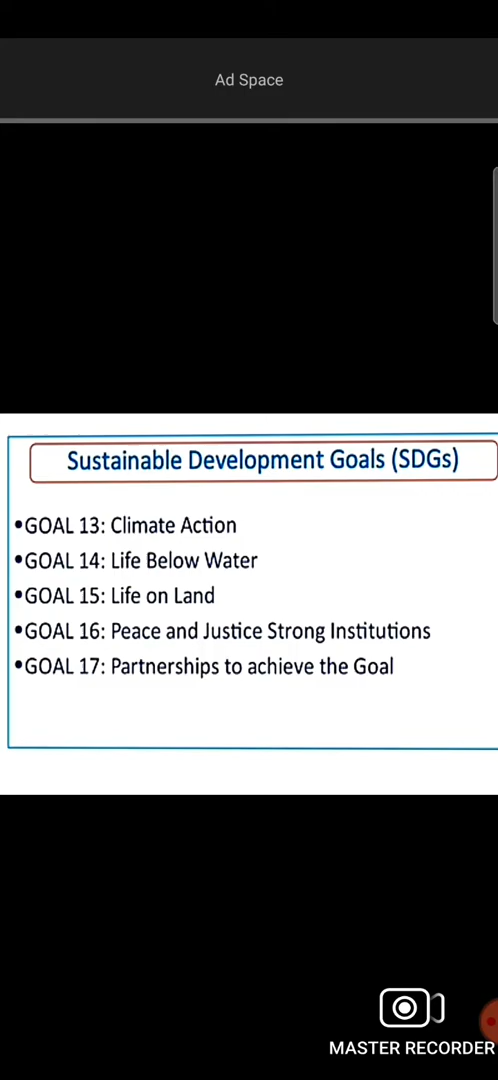 Ad Space
Sustainable Development Goals (SDGs)
•GOAL 13: Climate Action
•GOAL 14: Life Below Water
•GOAL 15: Life on Land
•GOAL 16: Peace and Justice Strong Institutions
•GOAL 17: Partnerships to achieve the Goal
MASTER RECORDER